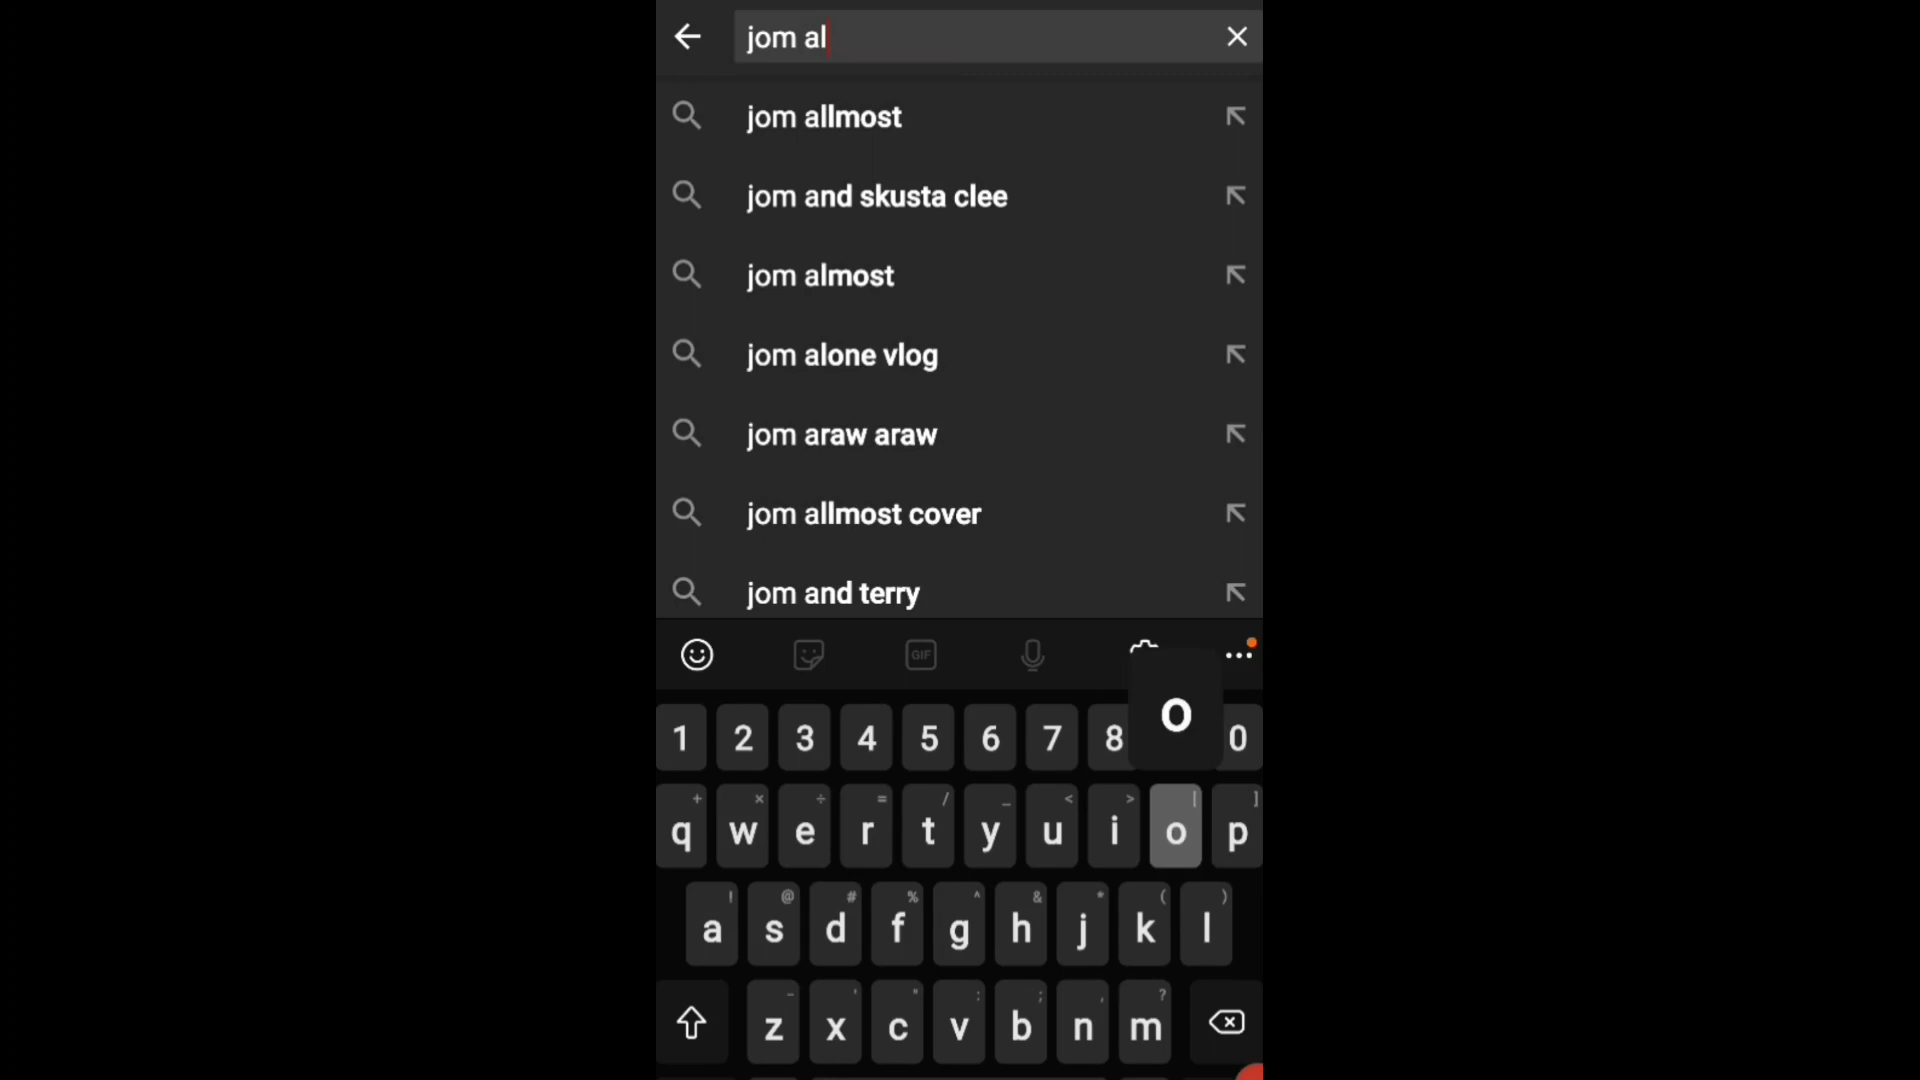 jom al
jom allmost
jom and skusta clee
jom almost
jom alone vlog
jom araw araw
jom allmost cover
jom and terry
GIF
o
1 2 3 4 5 6 7 8 0
+ × ÷ = / _ < > | ]
q w e r t y u i o p
! @ # % ^ & * ( )
a s d f g h j k l
- ' " : ; , ?
z x c v b n m